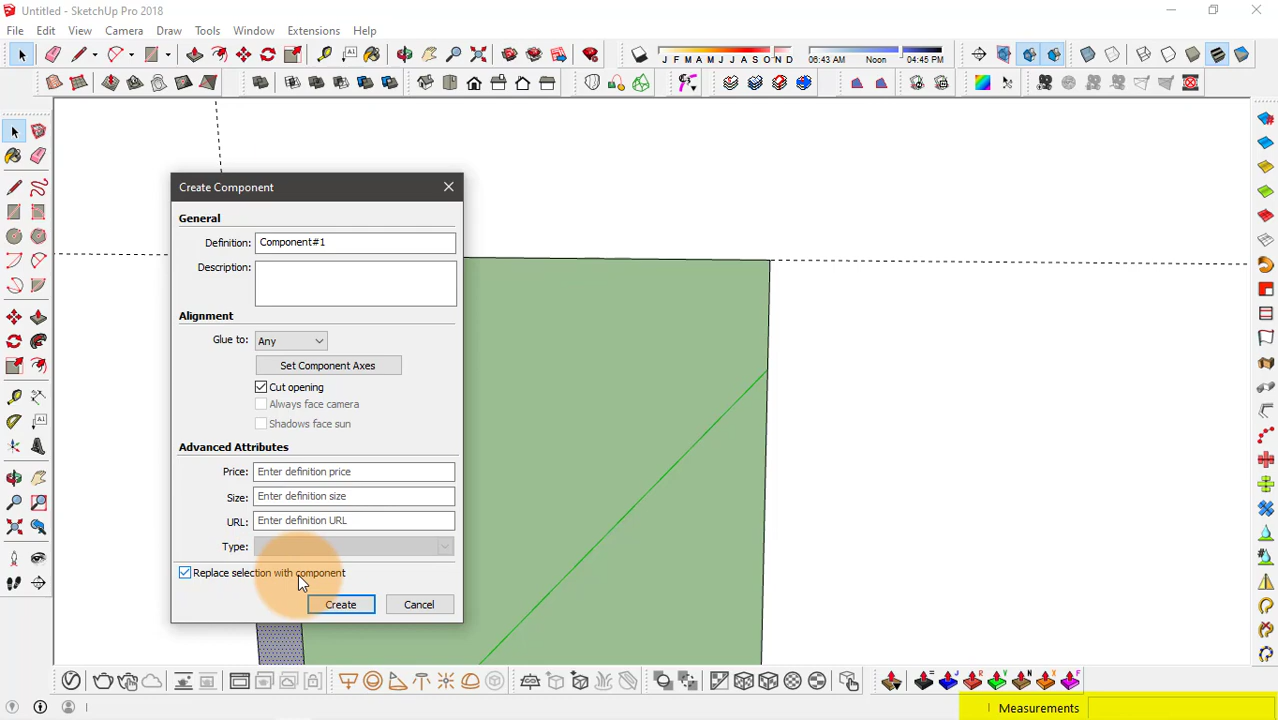 Untitled - SketchUp Pro 2018
File Edit View Camera Draw Tools Window Extensions Help
J F M A M J J A S O N D
06:43 AM Noon 04:45 PM
Create Component
General
Definition: Component#1
Description:
Alignment
Glue to: Any
Set Component Axes
Cut opening
Always face camera
Shadows face sun
Advanced Attributes
Price: Enter definition price
Size: Enter definition size
URL: Enter definition URL
Type:
Replace selection with component
Create Cancel
Measurements